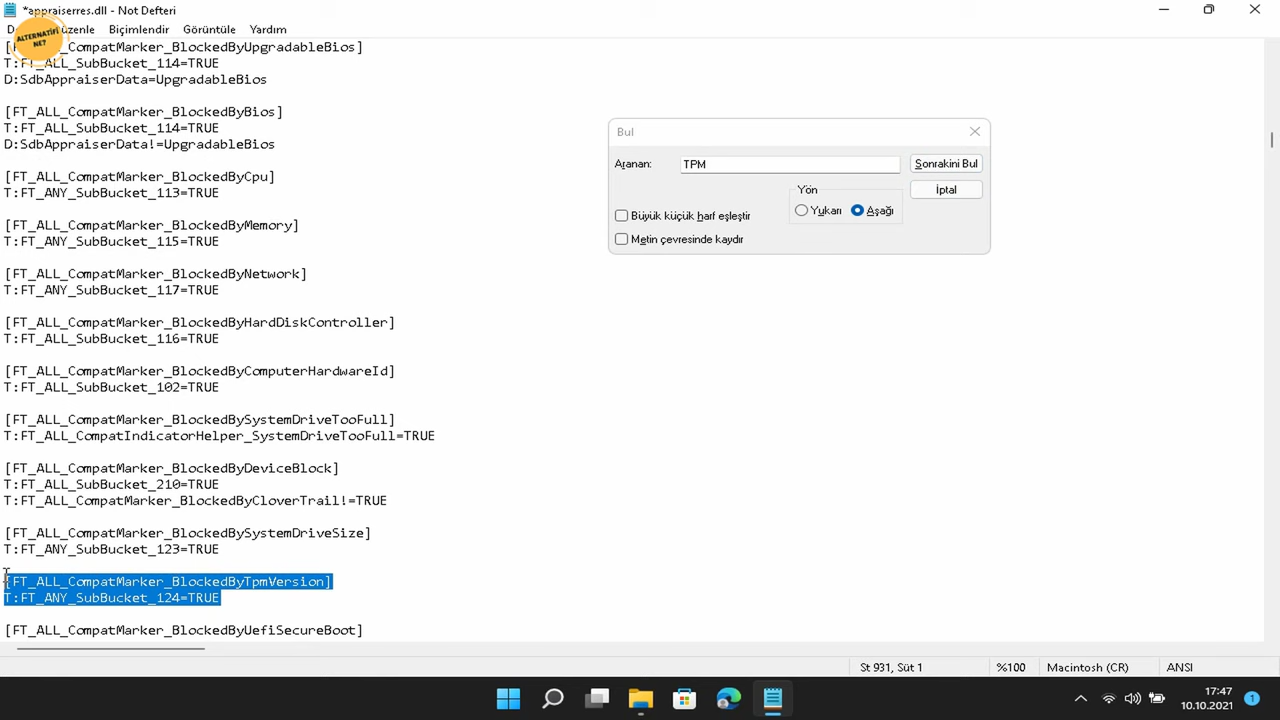 *appraiserres.dll - Not Defteri
ALTERNATİFİ
NE?
Biçimlendir Görüntüle Yardım
[FT_ALL_CompatMarker_BlockedByUpgradableBios]
T:FT_ALL_SubBucket_114=TRUE
D:SdbAppraiserData=UpgradableBios
[FT_ALL_CompatMarker_BlockedByBios]
T:FT_ALL_SubBucket_114=TRUE
D:SdbAppraiserData!=UpgradableBios
[FT_ALL_CompatMarker_BlockedByCpu]
T:FT_ANY_SubBucket_113=TRUE
[FT_ALL_CompatMarker_BlockedByMemory]
T:FT_ANY_SubBucket_115=TRUE
[FT_ALL_CompatMarker_BlockedByNetwork]
T:FT_ANY_SubBucket_117=TRUE
[FT_ALL_CompatMarker_BlockedByHardDiskController]
T:FT_ALL_SubBucket_116=TRUE
[FT_ALL_CompatMarker_BlockedByComputerHardwareId]
T:FT_ALL_SubBucket_102=TRUE
[FT_ALL_CompatMarker_BlockedBySystemDriveTooFull]
T:FT_ALL_CompatIndicatorHelper_SystemDriveTooFull=TRUE
[FT_ALL_CompatMarker_BlockedByDeviceBlock]
T:FT_ALL_SubBucket_210=TRUE
T:FT_ALL_CompatMarker_BlockedByCloverTrail!=TRUE
[FT_ALL_CompatMarker_BlockedBySystemDriveSize]
T:FT_ANY_SubBucket_123=TRUE
[FT_ALL_CompatMarker_BlockedByTpmVersion]
T:FT_ANY_SubBucket_124=TRUE
[FT_ALL_CompatMarker_BlockedByUefiSecureBoot]
Bul
Aranan: TPM Sonrakini Bul
Yön İptal
Büyük küçük harf eşleştir Yukarı Aşağı
Metin çevresinde kaydır
St 931, Süt 1 %100 Macintosh (CR) ANSI
17:47
10.10.2021 1